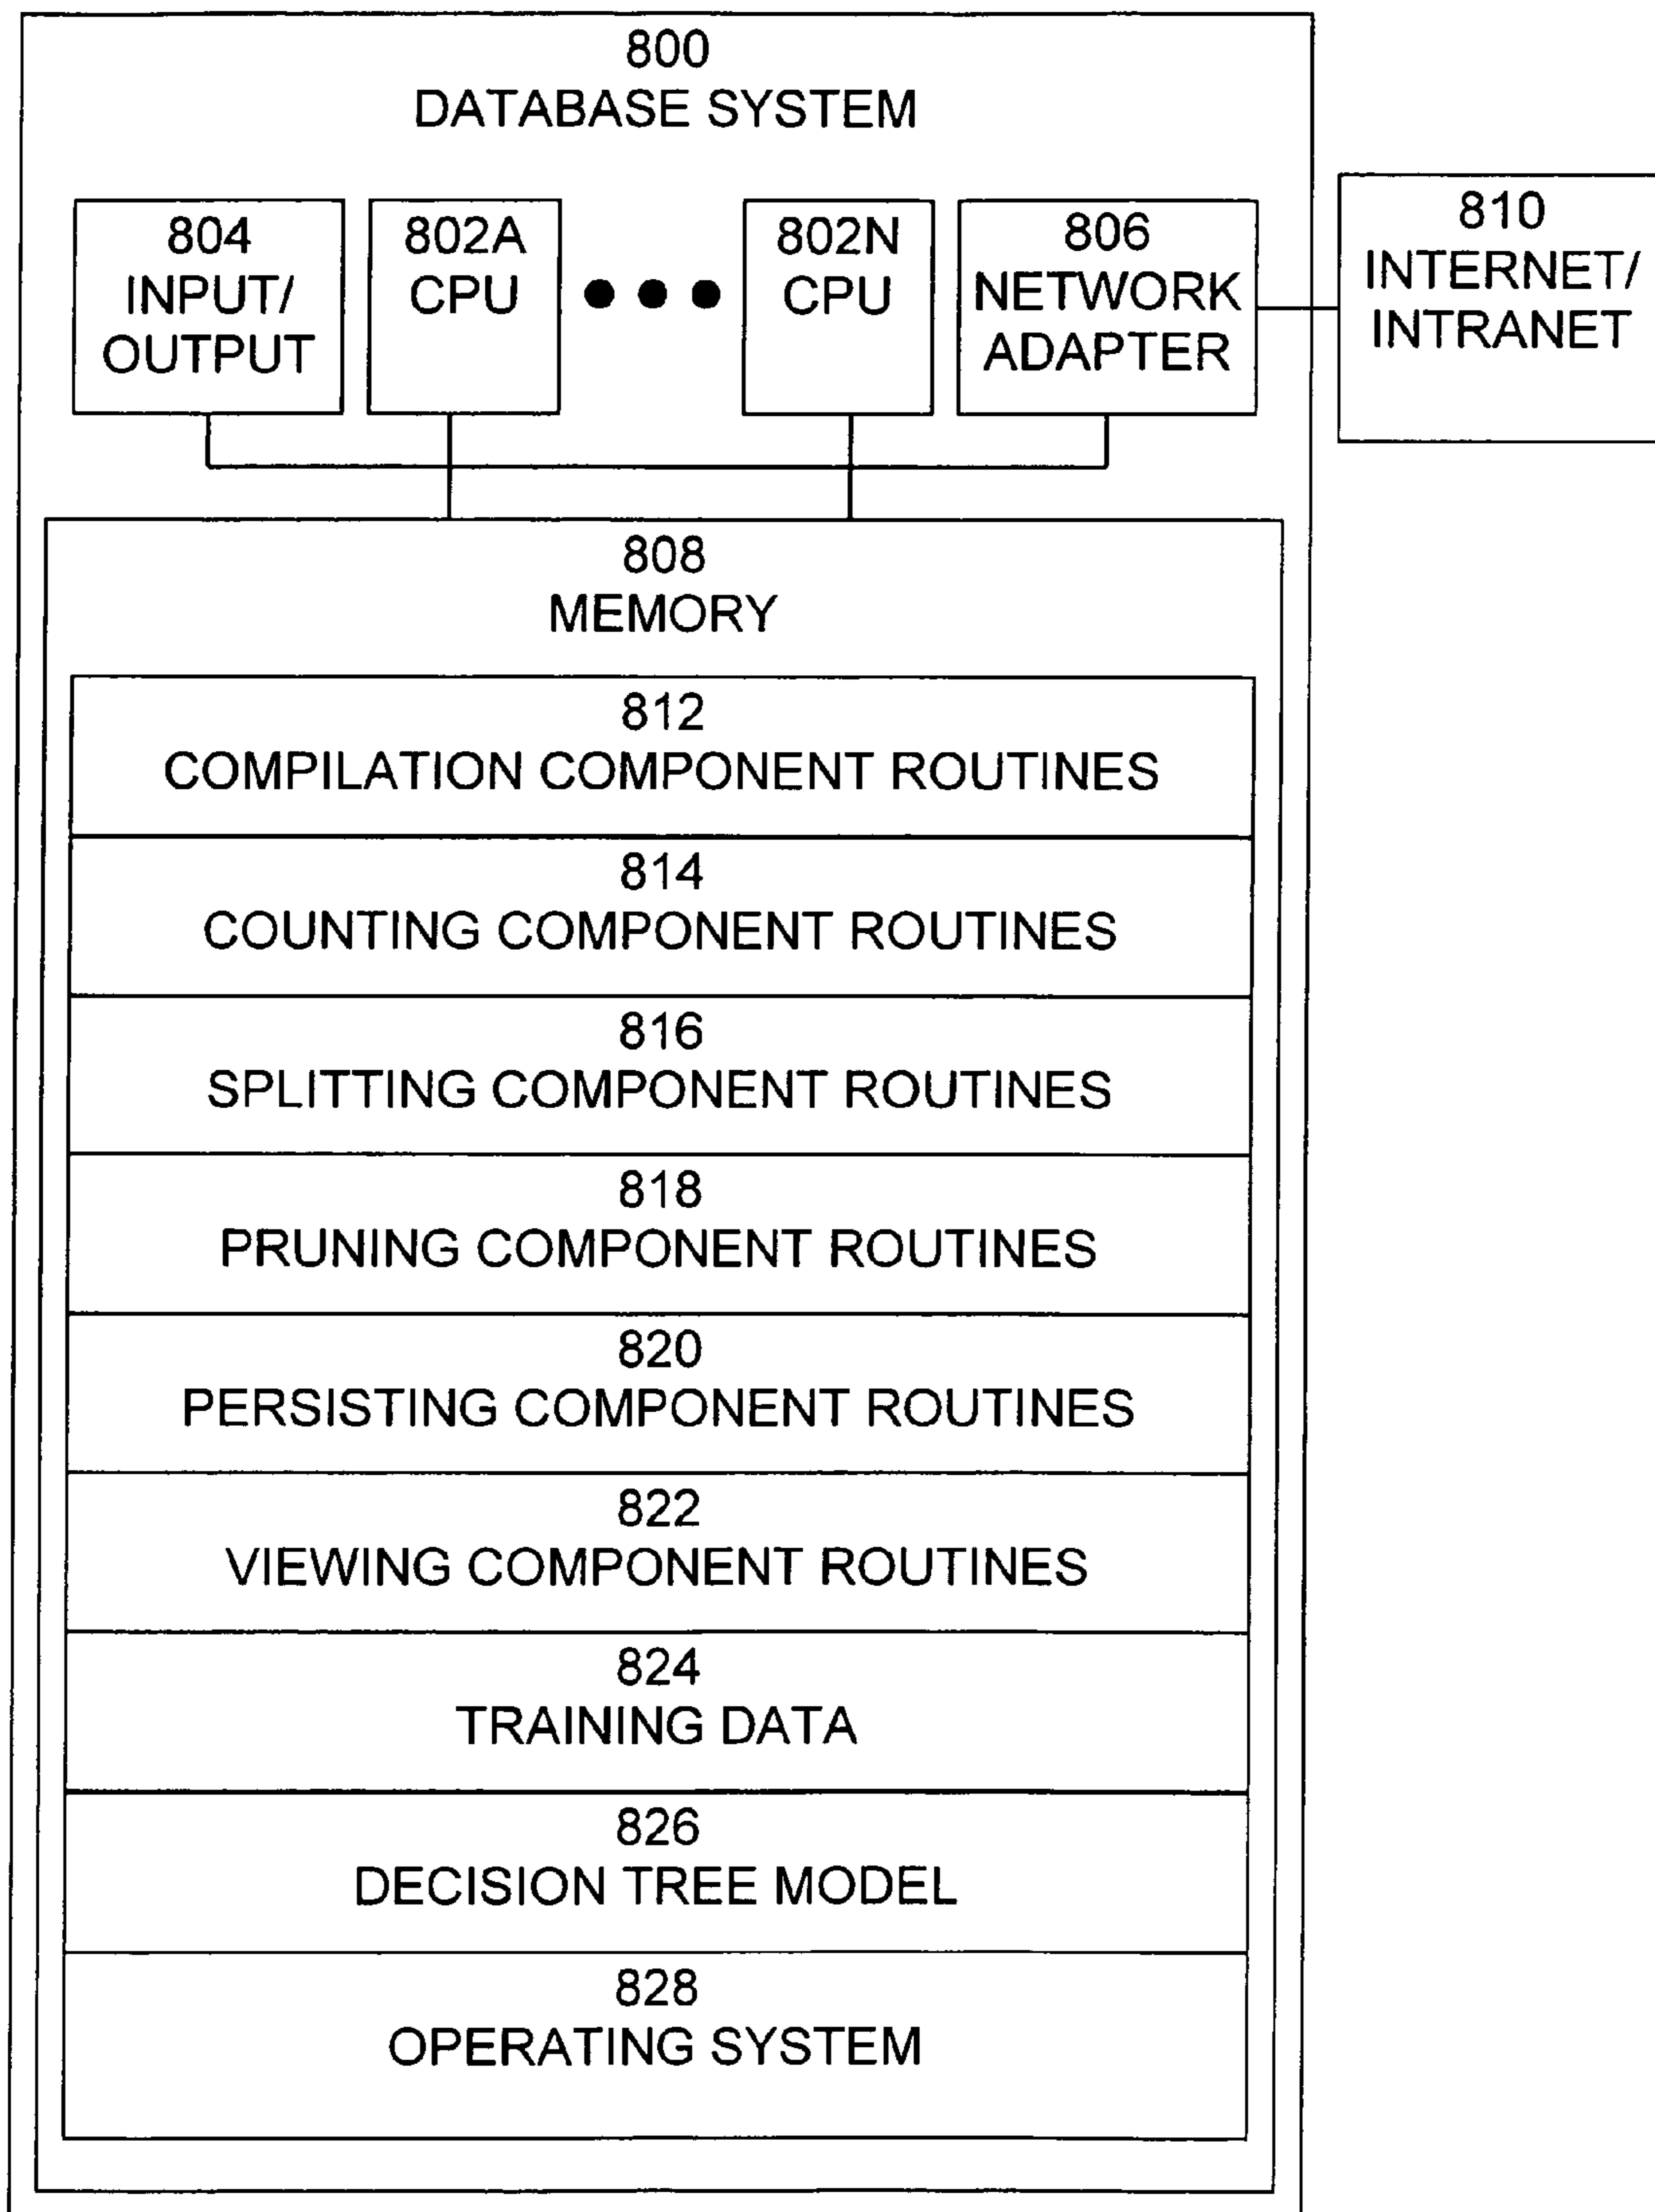 800
DATABASE SYSTEM
804
INPUT/
OUTPUT
802A
CPU
802N
CPU
806
NETWORK
ADAPTER
810
INTERNET/
INTRANET
808
MEMORY
812
COMPILATION COMPONENT ROUTINES
814
COUNTING COMPONENT ROUTINES
816
SPLITTING COMPONENT ROUTINES
818
PRUNING COMPONENT ROUTINES
820
PERSISTING COMPONENT ROUTINES
822
VIEWING COMPONENT ROUTINES
824
TRAINING DATA
826
DECISION TREE MODEL
828
OPERATING SYSTEM